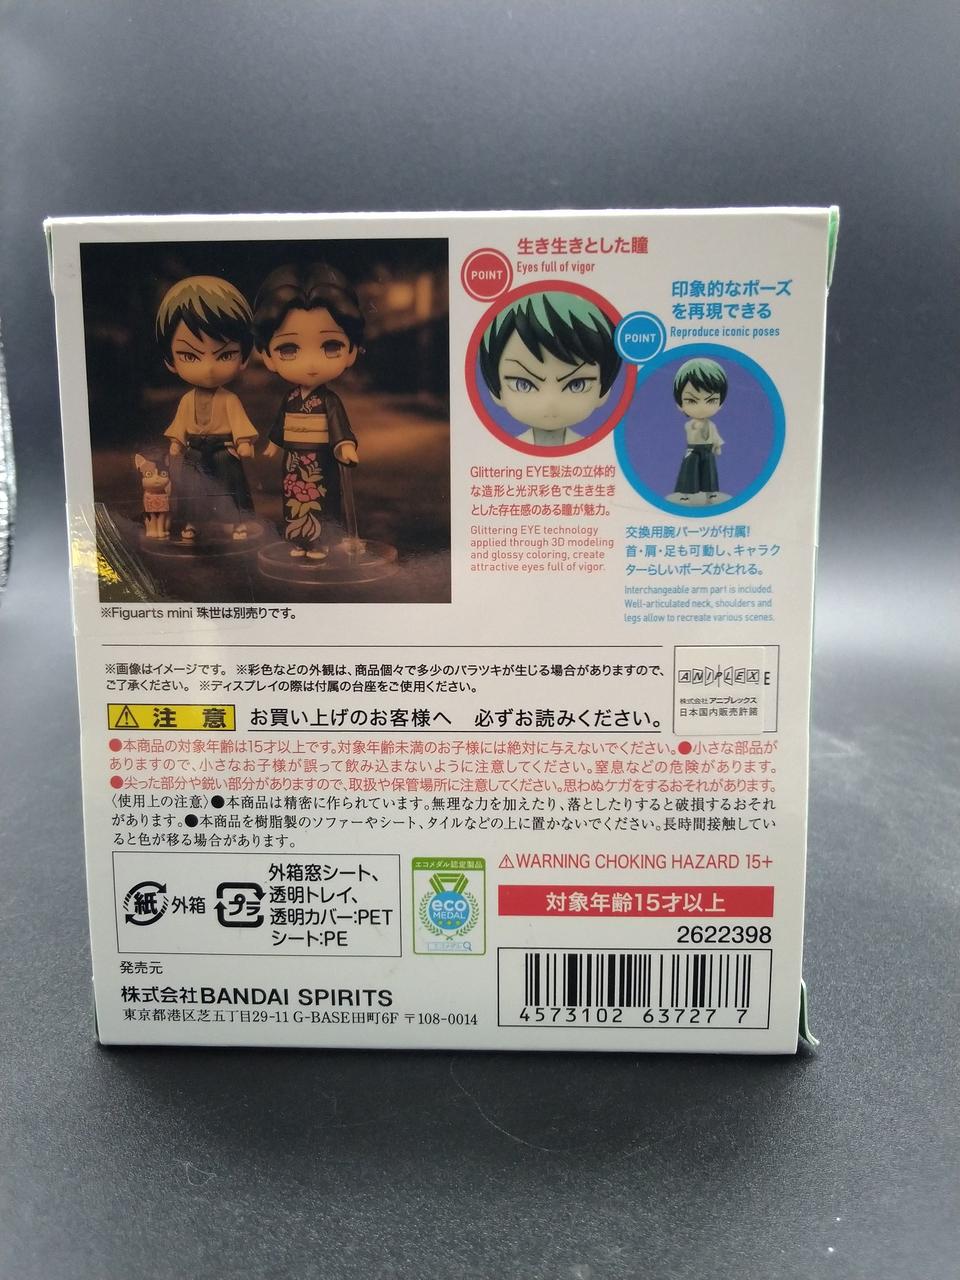 POINT
生き生きとした瞳
Eyes full of vigor
POINT
印象的なポーズ
を再現できる
Reproduce iconic poses
Glittering EYE製法の立体的
な造形と光沢彩色で生き生き
とした存在感のある瞳が魅力。
Glittering EYE technology
applied through 3D modeling
and glossy coloring, create
attractive eyes full of vigor.
交換用腕パーツが付属!
首・肩・足も可動し、キャラク
ターらしいポーズがとれる。
Interchangeable arm part is included.
Well-articulated neck, shoulders and
legs allow to recreate various scenes.
※Figuarts mini 珠世は別売りです。
※画像はイメージです。 ※彩色などの外観は、商品個々で多少のバラツキが生じる場合がありますので、
ご了承ください。 ※ディスプレイの際は付属の台座をご使用ください。
ANIPLEX E
株式会社アニプレックス
日本国内販売許諾
注 意 お買い上げのお客様へ 必ずお読みください。
●本商品の対象年齢は15才以上です。対象年齢未満のお子様には絶対に与えないでください。●小さな部品が
ありますので、小さなお子様が誤って飲み込まないように注意してください。窒息などの危険があります。
●尖った部分や鋭い部分がありますので、取扱や保管場所に注意してください。思わぬケガをするおそれがあります。
〈使用上の注意〉●本商品は精密に作られています。無理な力を加えたり、落としたりすると破損するおそれ
があります。●本商品を樹脂製のソファーやシート、タイルなどの上に置かないでください。長時間接触してい
ると色が移る場合があります。
紙 外箱
プラ
外箱窓シート、
透明トレイ、
透明カバー:PET
シート:PE
エコメダル認定製品
eco
MEDAL
エコメダル
⚠WARNING CHOKING HAZARD 15+
対象年齢15才以上
2622398
4573102 63727 7
発売元
株式会社BANDAI SPIRITS
東京都港区芝五丁目29-11 G-BASE田町6F 〒108-0014